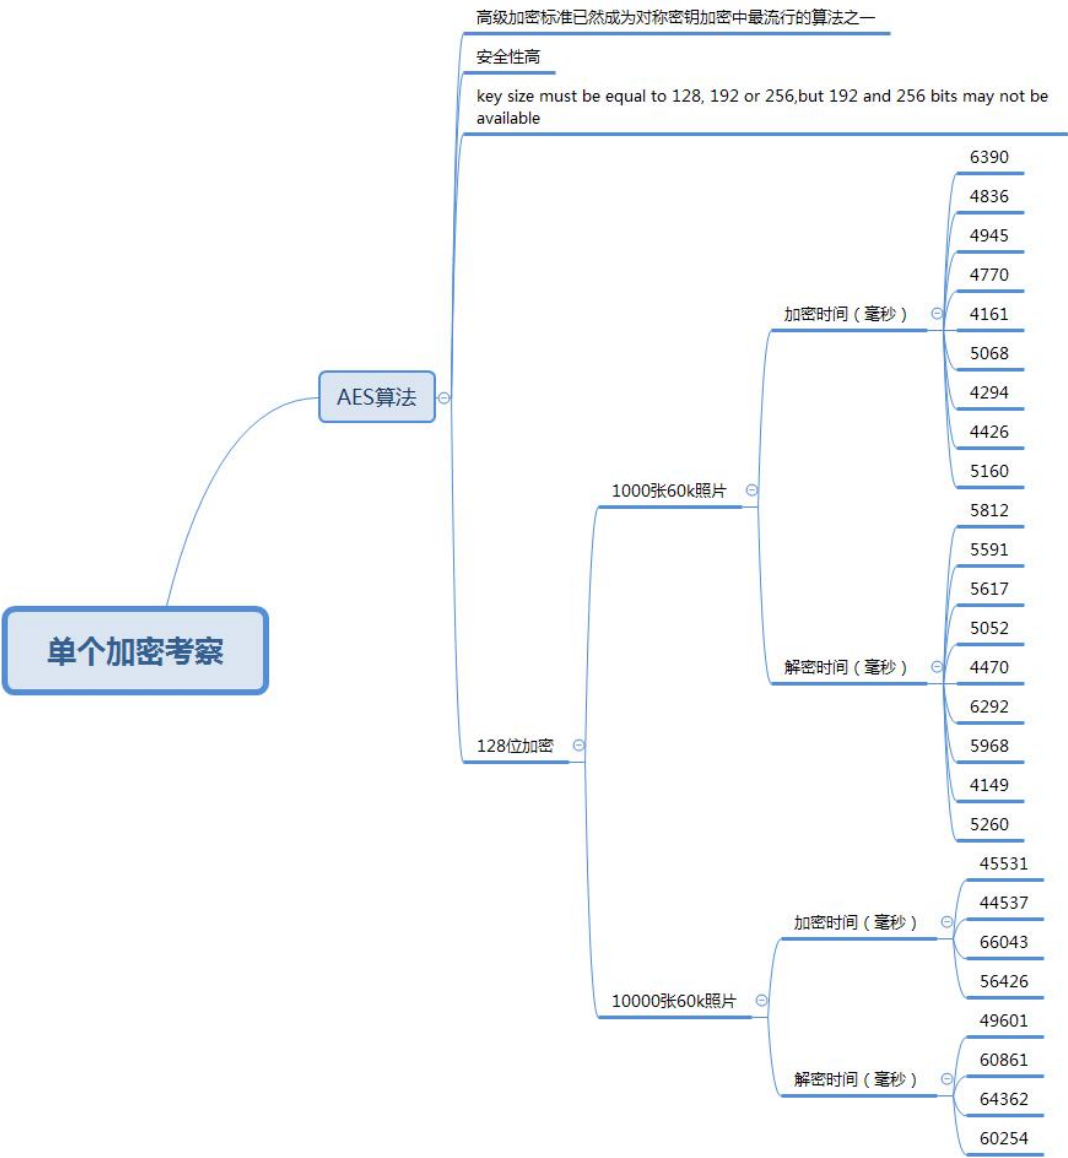 高级加密标准已然成为对称密钥加密中最流行的算法之一
安全性高
key size must be equal to 128, 192 or 256,but 192 and 256 bits may not be
available
6390
4836
4945
4770
加密时间（毫秒）
4161
5068
4294
AES算法
4426
5160
1000张60k照片
5812
5591
5617
5052
单个加密考察
解密时间（毫秒）
4470
6292
128位加密
5968
4149
5260
45531
44537
加密时间（毫秒）
66043
56426
10000张60k照片
49601
60861
解密时间（毫秒）
64362
60254